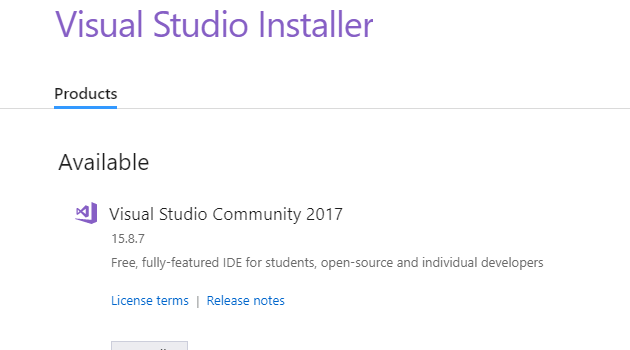 Visual Studio Installer
Products
Available
Visual Studio Community 2017
15.8.7
Free, fully-featured IDE for students, open-source and individual developers
License terms | Release notes